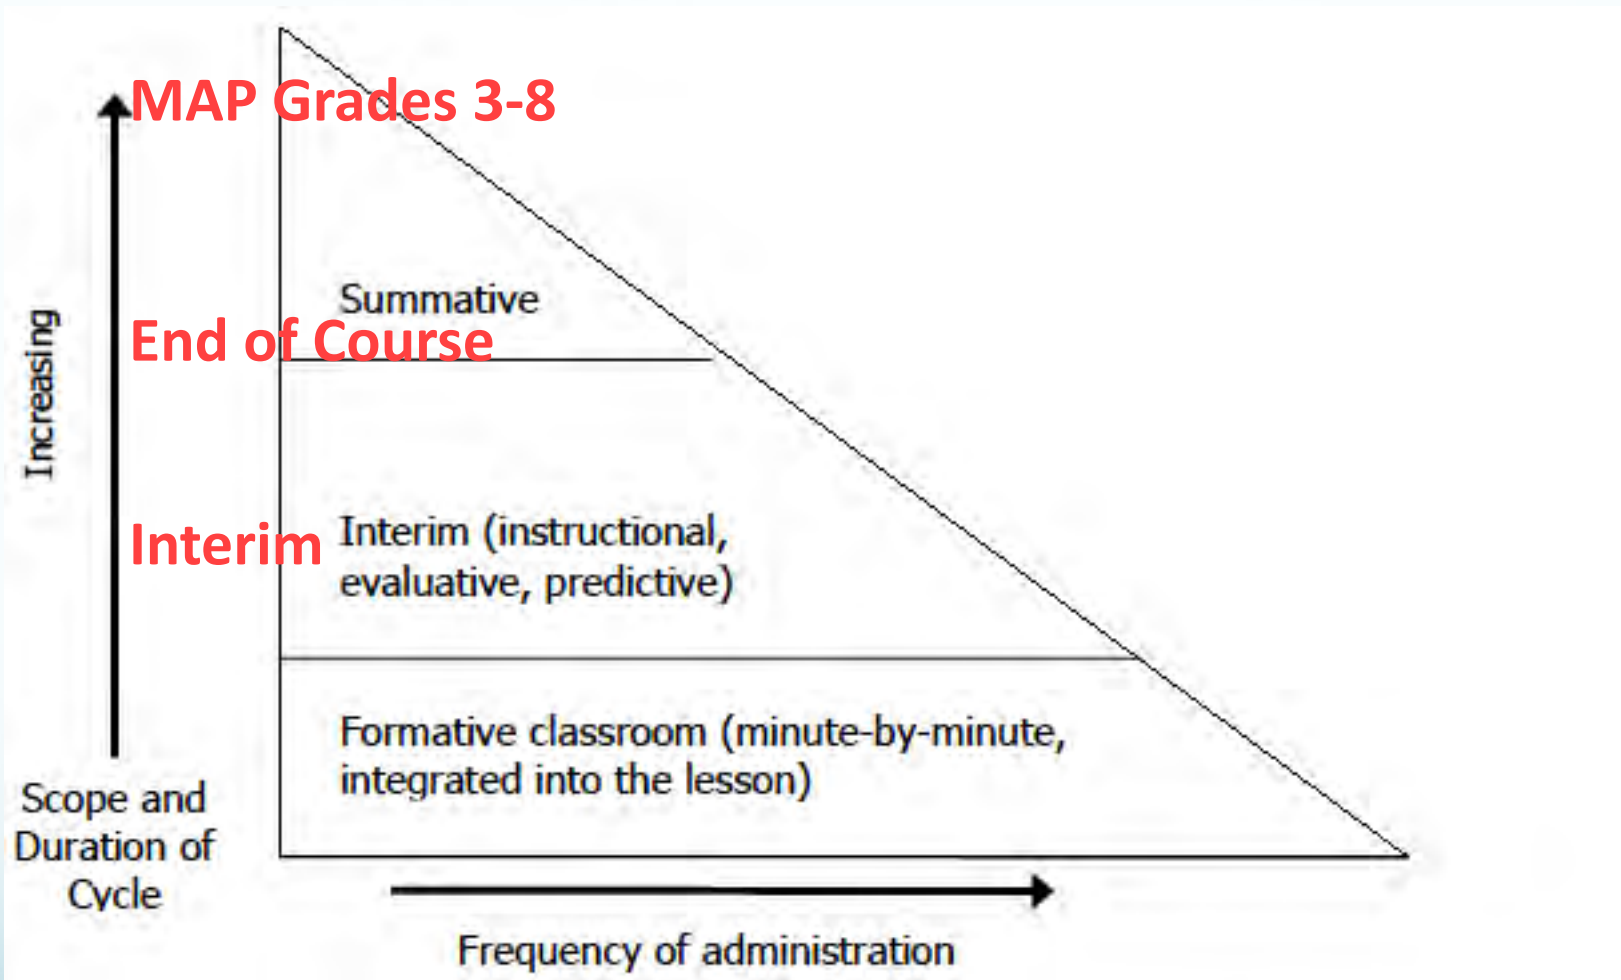 MAP Grades 3-8
Summative
End of Course
Increasing
Interim
Interim (instructional,
evaluative, predictive)
Formative classroom (minute-by-minute,
integrated into the lesson)
Scope and
Duration of
Cycle
Frequency of administration